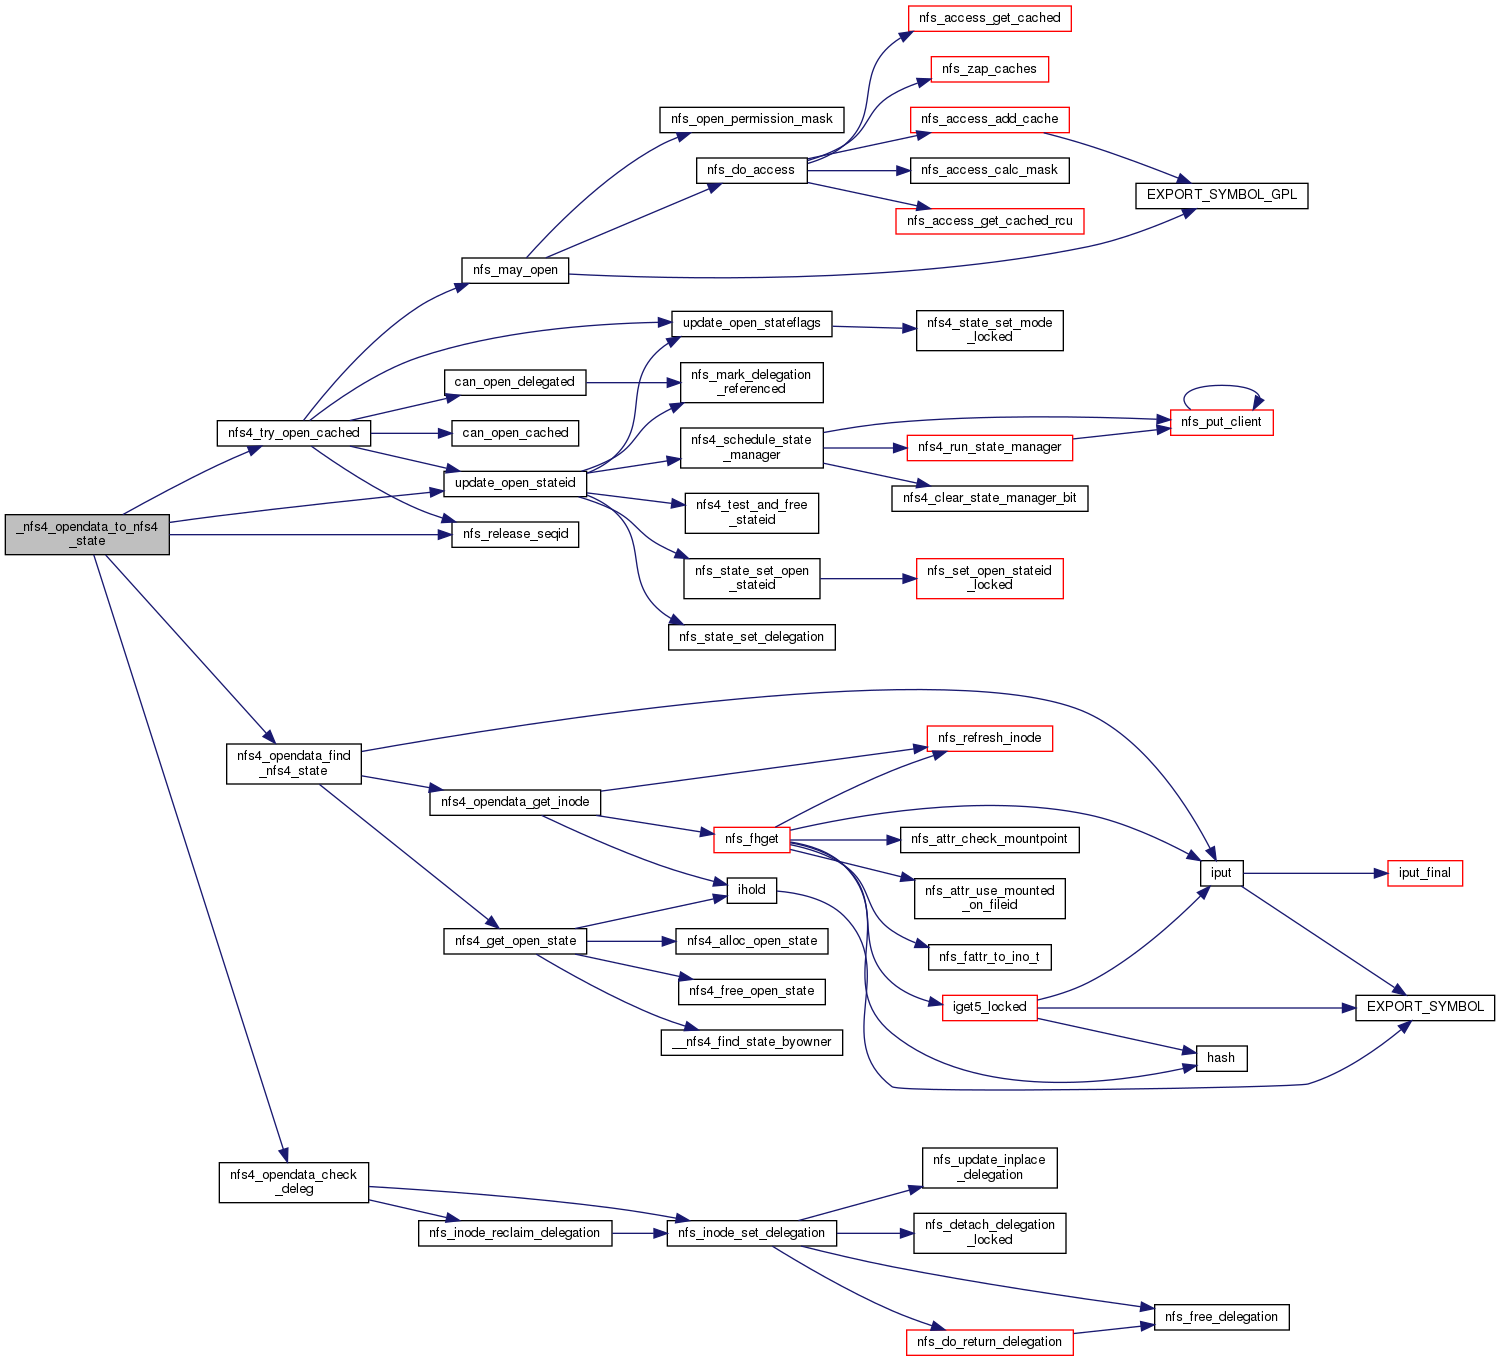 nfs_access_get_cached
nfs_zap_caches
nfs_open_permission_mask
nfs_access_add_cache
nfs_do_access
nfs_access_calc_mask
EXPORT_SYMBOL_GPL
nfs_access_get_cached_rcu
nfs_may_open
update_open_stateflags
nfs4_state_set_mode
_locked
can_open_delegated
nfs_mark_delegation
_referenced
nfs4_try_open_cached
can_open_cached
nfs4_schedule_state
_manager
nfs4_run_state_manager
nfs_put_client
update_open_stateid
nfs4_clear_state_manager_bit
nfs4_test_and_free
_stateid
_nfs4_opendata_to_nfs4
_state
nfs_release_seqid
nfs_state_set_open
_stateid
nfs_set_open_stateid
_locked
nfs_state_set_delegation
nfs4_opendata_find
_nfs4_state
nfs_refresh_inode
nfs4_opendata_get_inode
nfs_fhget
nfs_attr_check_mountpoint
iput
iput_final
ihold
nfs_attr_use_mounted
_on_fileid
nfs4_get_open_state
nfs4_alloc_open_state
nfs_fattr_to_ino_t
nfs4_free_open_state
iget5_locked
EXPORT_SYMBOL
__nfs4_find_state_byowner
hash
nfs4_opendata_check
_deleg
nfs_update_inplace
_delegation
nfs_inode_reclaim_delegation
nfs_inode_set_delegation
nfs_detach_delegation
_locked
nfs_free_delegation
nfs_do_return_delegation